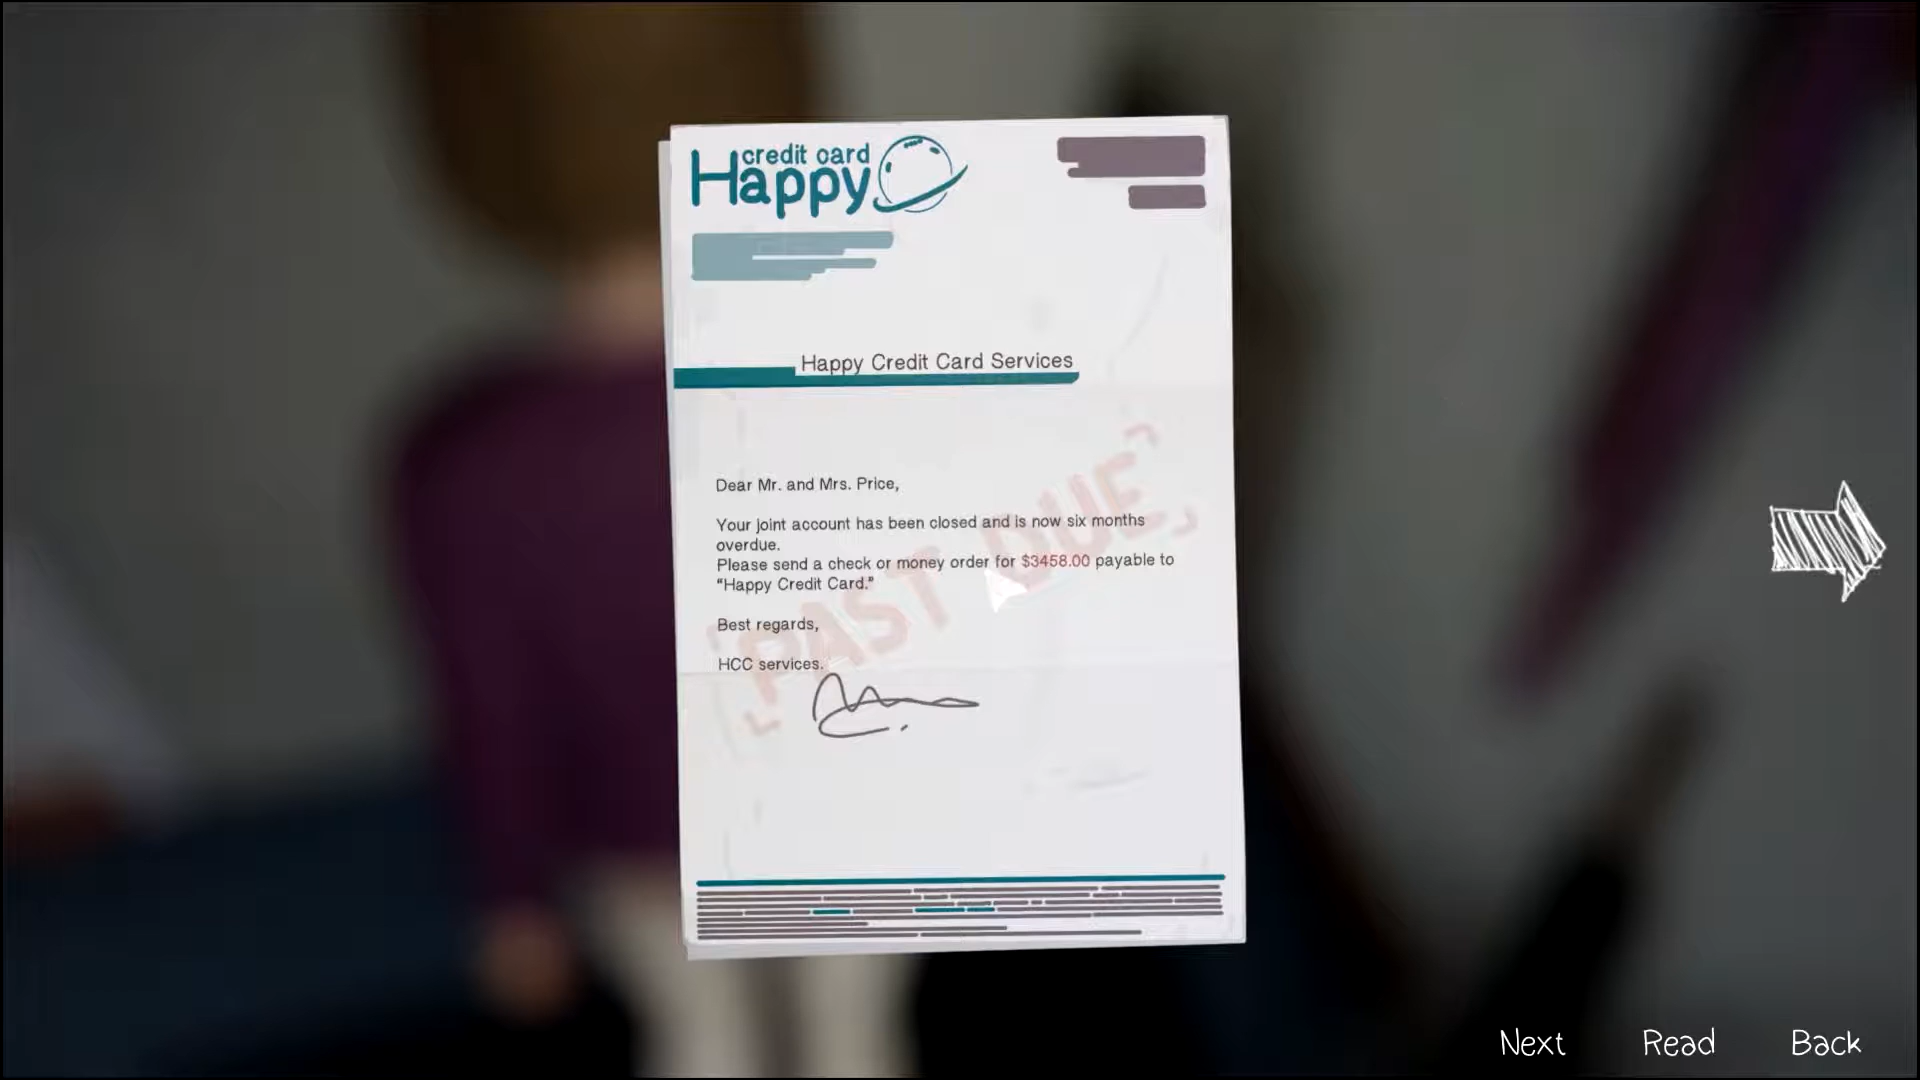 credit card
Happy
Happy Credit Card Services
Dear Mr. and Mrs. Price,
Your joint account has been closed and is now six months
overdue.
Please send a check or money order for $3458.00 payable to
“Happy Credit Card.”
Best regards,
HCC services.
PAST DUE
Next Read Back